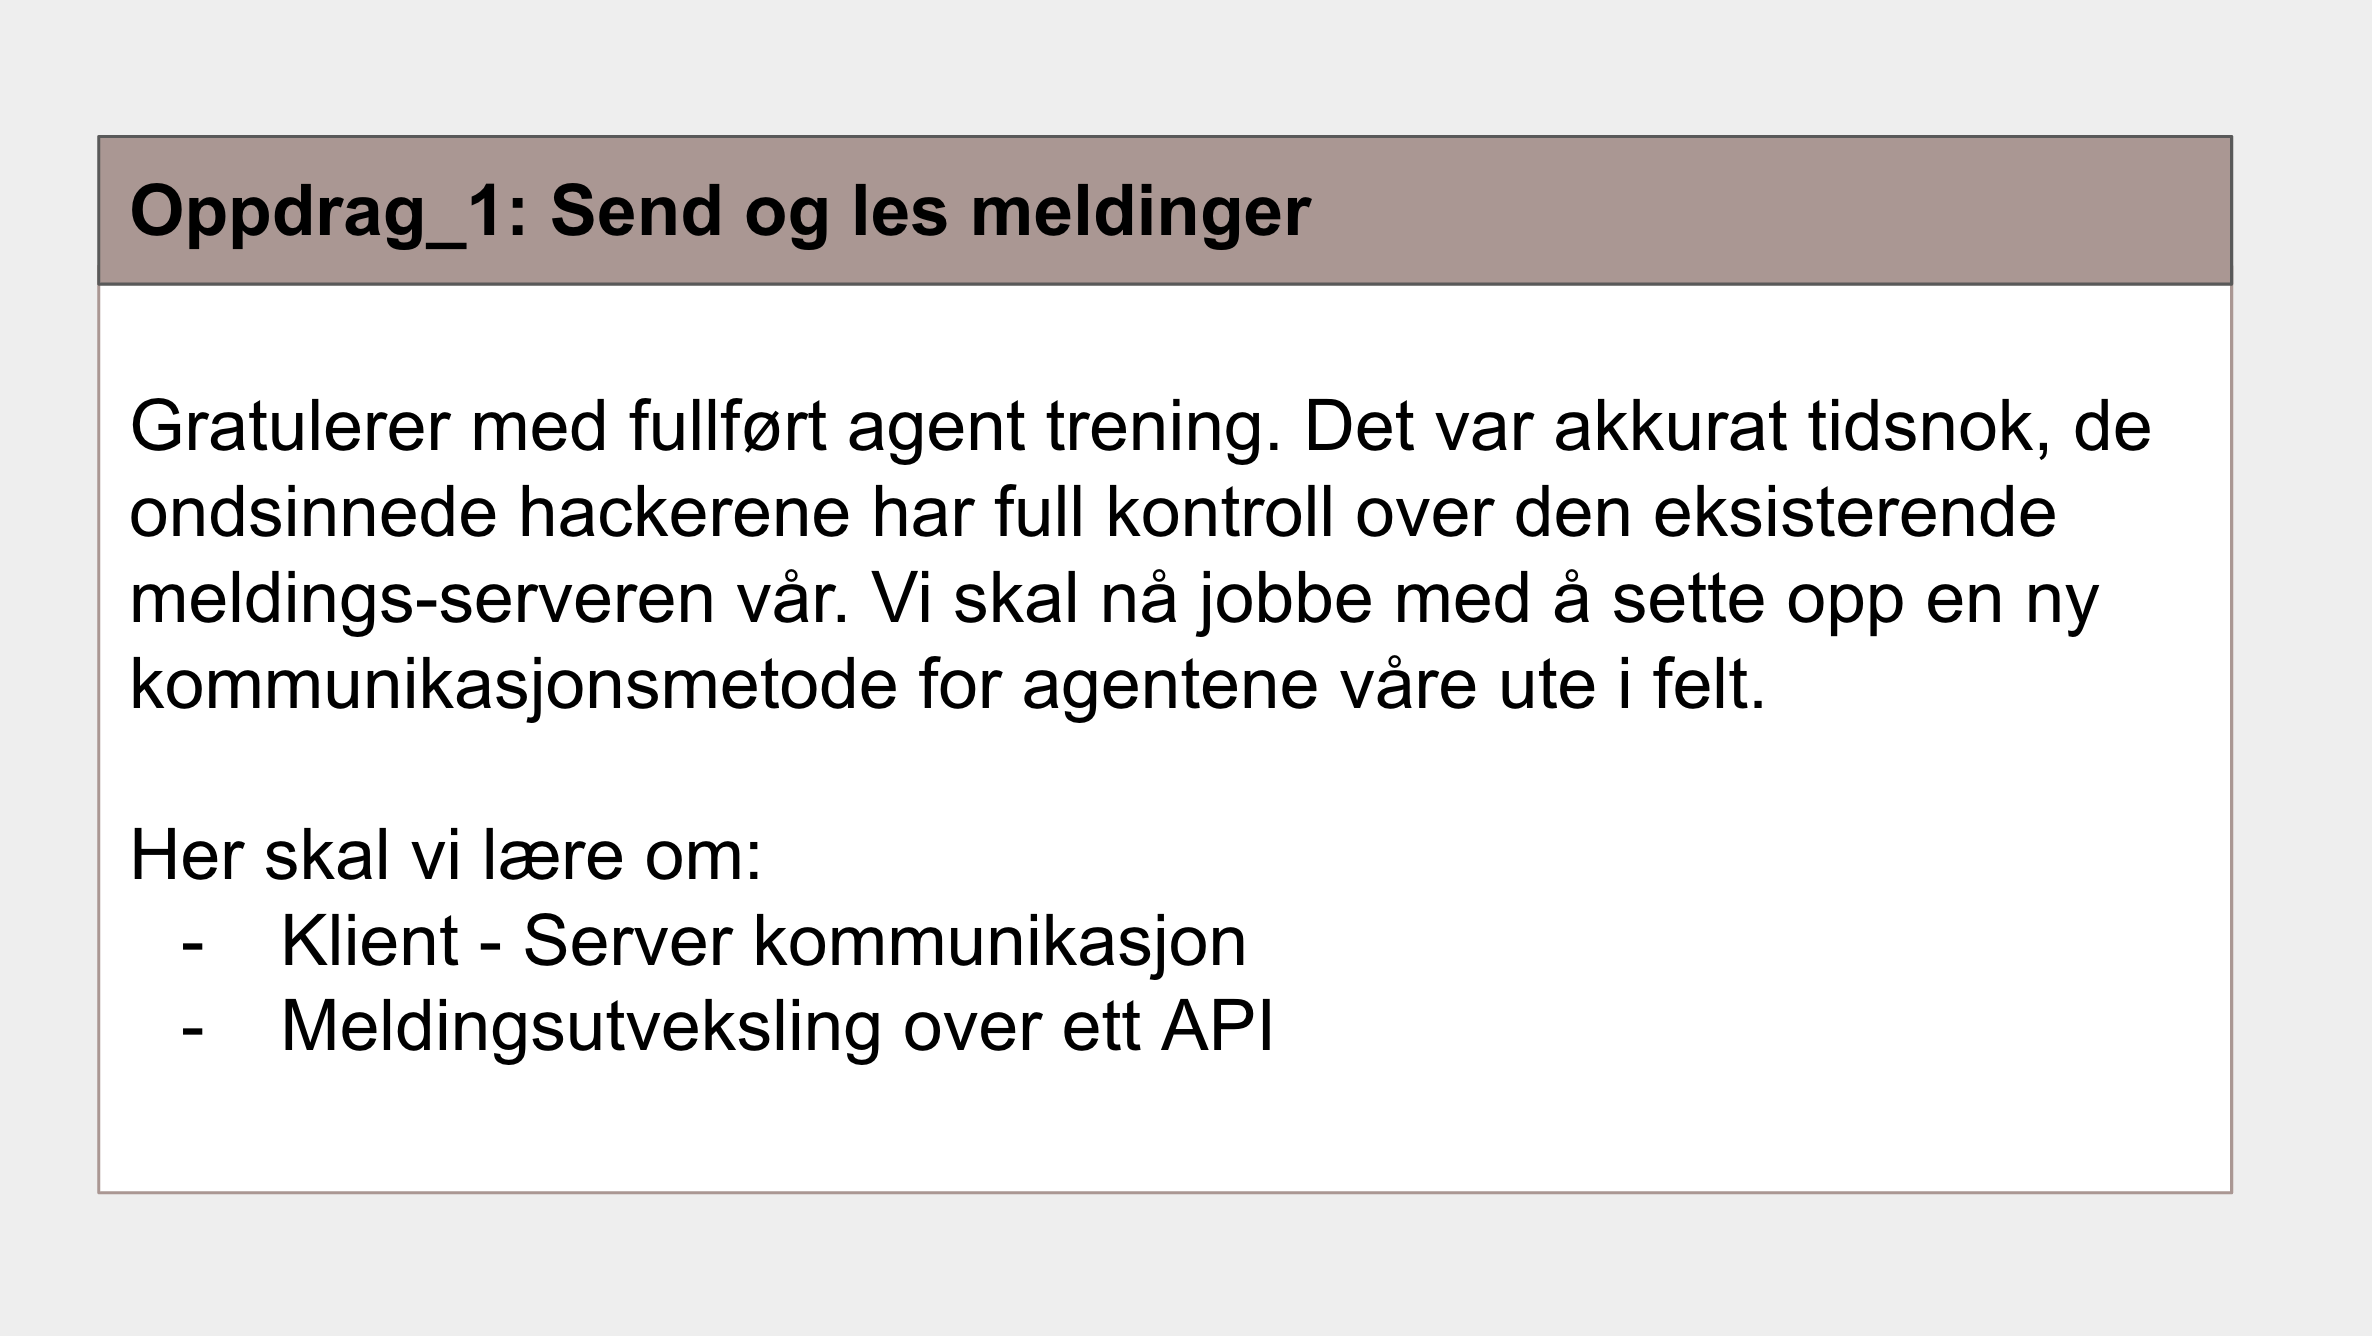 Oppdrag_1: Send og les meldinger
Gratulerer med fullført agent trening. Det var akkurat tidsnok, de
ondsinnede hackerene har full kontroll over den eksisterende
meldings-serveren vår. Vi skal nå jobbe med å sette opp en ny
kommunikasjonsmetode for agentene våre ute i felt.
Her skal vi lære om:
- Klient - Server kommunikasjon
- Meldingsutveksling over ett API